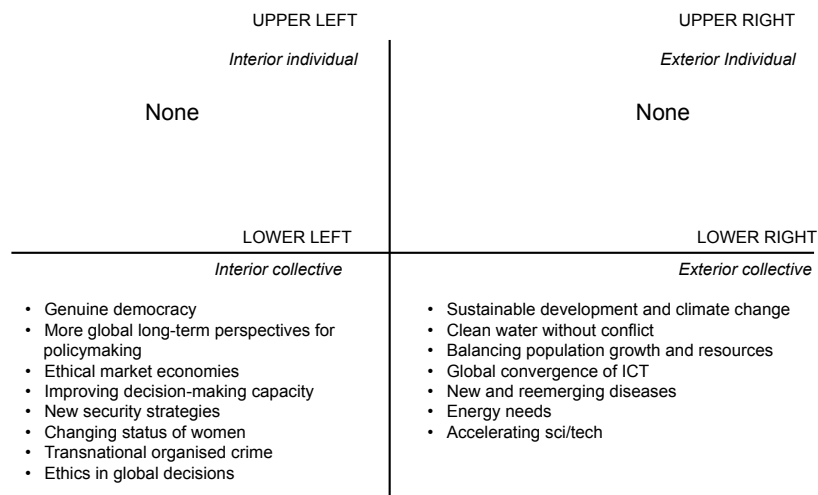 UPPER LEFT
Interior individual
None
UPPER RIGHT
Exterior Individual
None
LOWER LEFT
Interior collective
• Genuine democracy
• More global long-term perspectives for
policymaking
• Ethical market economies
• Improving decision-making capacity
• New security strategies
• Changing status of women
• Transnational organised crime
• Ethics in global decisions
LOWER RIGHT
Exterior collective
• Sustainable development and climate change
• Clean water without conflict
• Balancing population growth and resources
• Global convergence of ICT
• New and reemerging diseases
• Energy needs
• Accelerating sci/tech